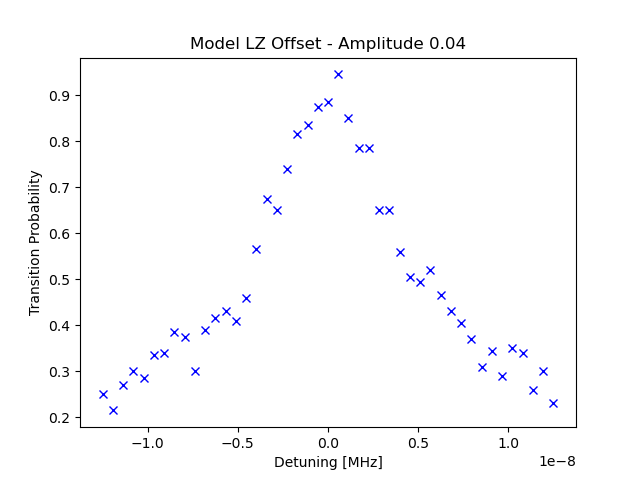 Model LZ Offset - Amplitude 0.04
Transition Probability
0.9
0.8
0.7
0.6
0.5
0.4
0.3
0.2
−1.0 −0.5 0.0 0.5 1.0
Detuning [MHz]
1e−8